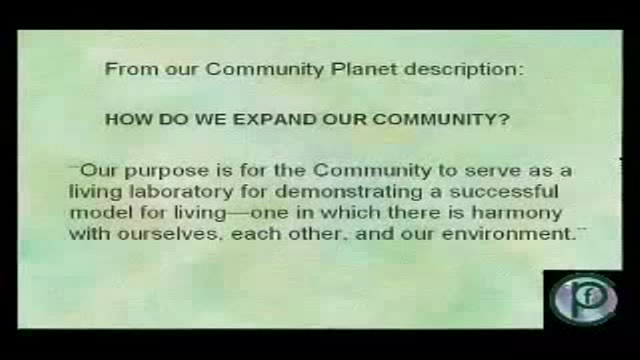 From our Community Planet description:
HOW DO WE EXPAND OUR COMMUNITY?
"Our purpose is for the Community to serve as a
living laboratory for demonstrating a successful
model for living—one in which there is harmony
with ourselves, each other, and our environment."
cpf